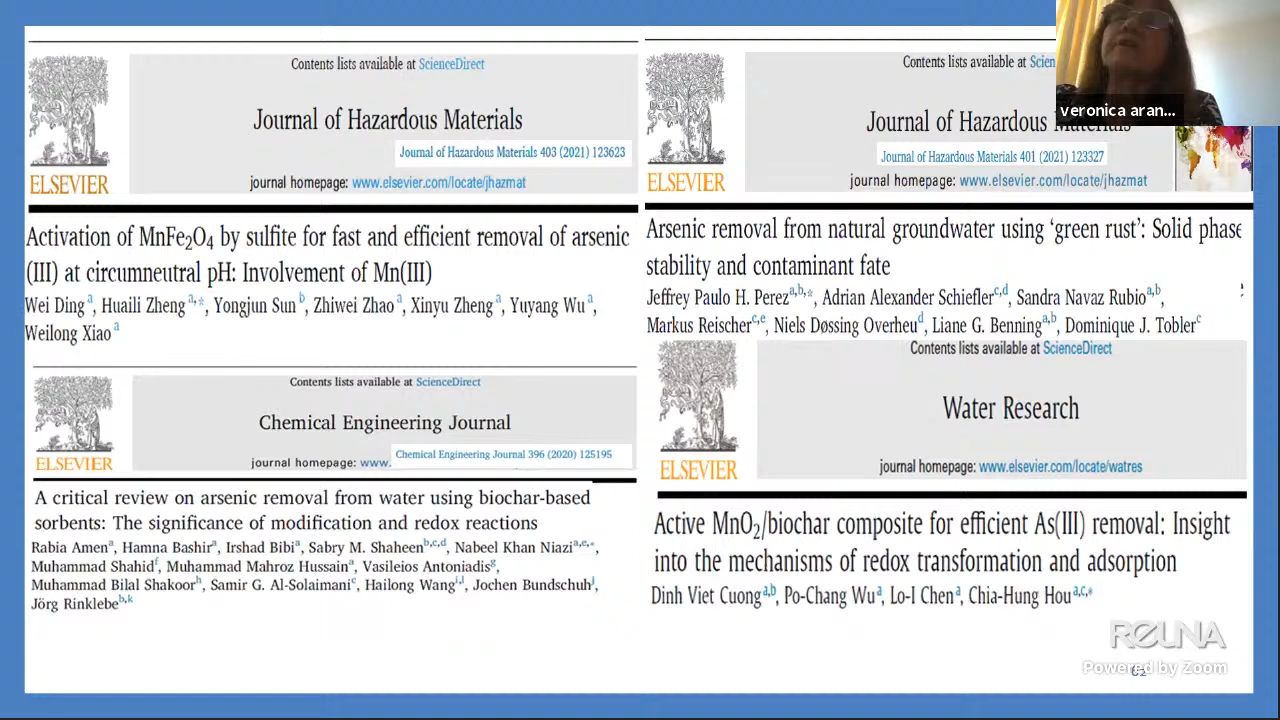 Contents lists available at ScienceDirect
Journal of Hazardous Materials
Journal of Hazardous Materials 403 (2021) 123623
ELSEVIER
journal homepage: www.elsevier.com/locate/jhazmat
Activation of MnFe2O4 by sulfite for fast and efficient removal of arsenic
(III) at circumneutral pH: Involvement of Mn(III)
Wei Ding a, Huaili Zheng a,*, Yongjun Sun b, Zhiwei Zhao a, Xinyu Zheng a, Yuyang Wu a,
Weilong Xiao a
Contents lists available at ScienceDirect
Chemical Engineering Journal
Chemical Engineering Journal 396 (2020) 125195
ELSEVIER
journal homepage: www.
A critical review on arsenic removal from water using biochar-based
sorbents: The significance of modification and redox reactions
Rabia Amen a, Hamna Bashir a, Irshad Bibi a, Sabry M. Shaheen b,c,d, Nabeel Khan Niazi a,e,*,
Muhammad Shahid f, Muhammad Mahroz Hussain a, Vasileios Antoniadis g,
Muhammad Bilal Shakoor h, Samir G. Al-Solaimani c, Hailong Wang i,l, Jochen Bundschuh j,
Jörg Rinklebe b,k
Contents lists available at Scien
Journal of Hazardous Materials
Journal of Hazardous Materials 401 (2021) 123327
ELSEVIER
journal homepage: www.elsevier.com/locate/jhazmat
Arsenic removal from natural groundwater using ‘green rust’: Solid phase
stability and contaminant fate
Jeffrey Paulo H. Perez a,b,*, Adrian Alexander Schiefler c,d, Sandra Navaz Rubio a,b,
Markus Reischer c,e, Niels Døssing Overheu d, Liane G. Benning a,b, Dominique J. Tobler c
Contents lists available at ScienceDirect
Water Research
ELSEVIER
journal homepage: www.elsevier.com/locate/watres
Active MnO2/biochar composite for efficient As(III) removal: Insight
into the mechanisms of redox transformation and adsorption
Dinh Viet Cuong a,b, Po-Chang Wu a, Lo-I Chen a, Chia-Hung Hou a,c,*
veronica aran...
REUNA
Powered by Zoom